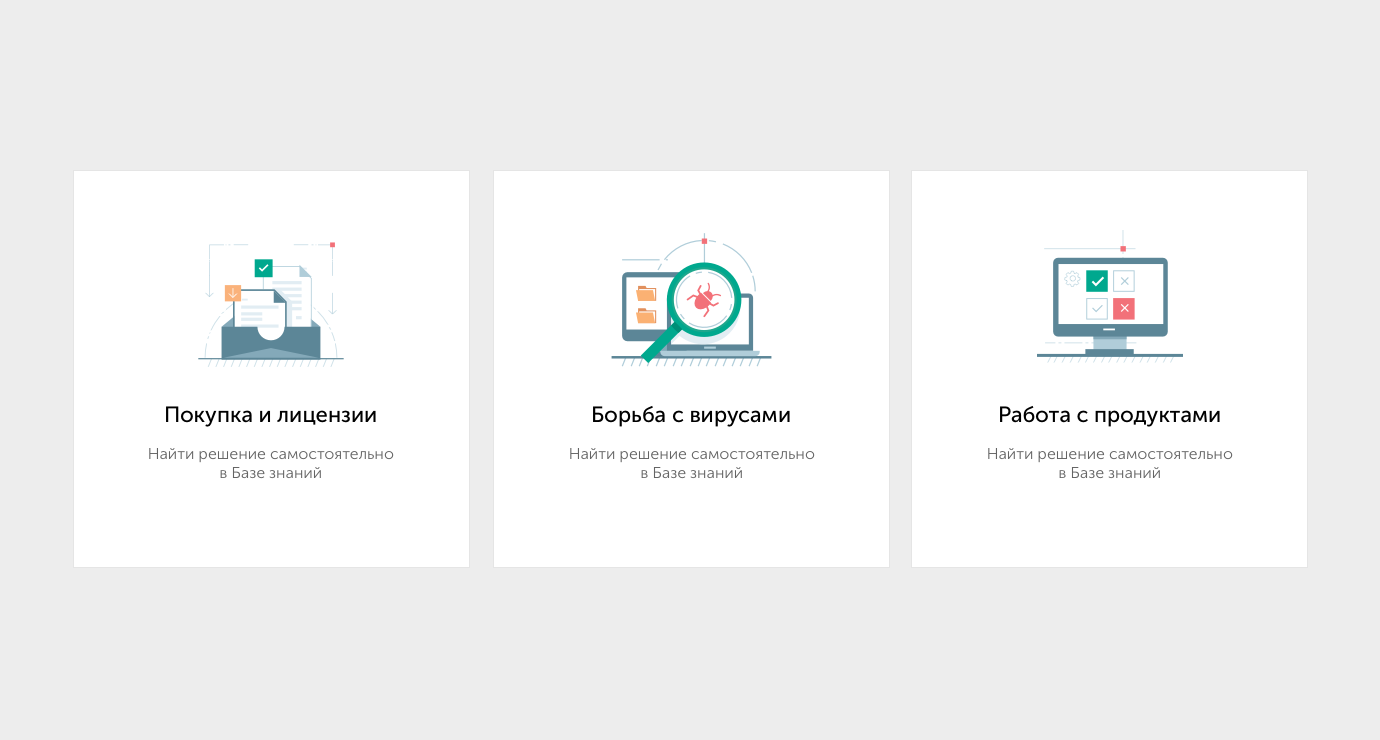 Покупка и лицензии
Найти решение самостоятельно
в Базе знаний
Борьба с вирусами
Найти решение самостоятельно
в Базе знаний
Работа с продуктами
Найти решение самостоятельно
в Базе знаний